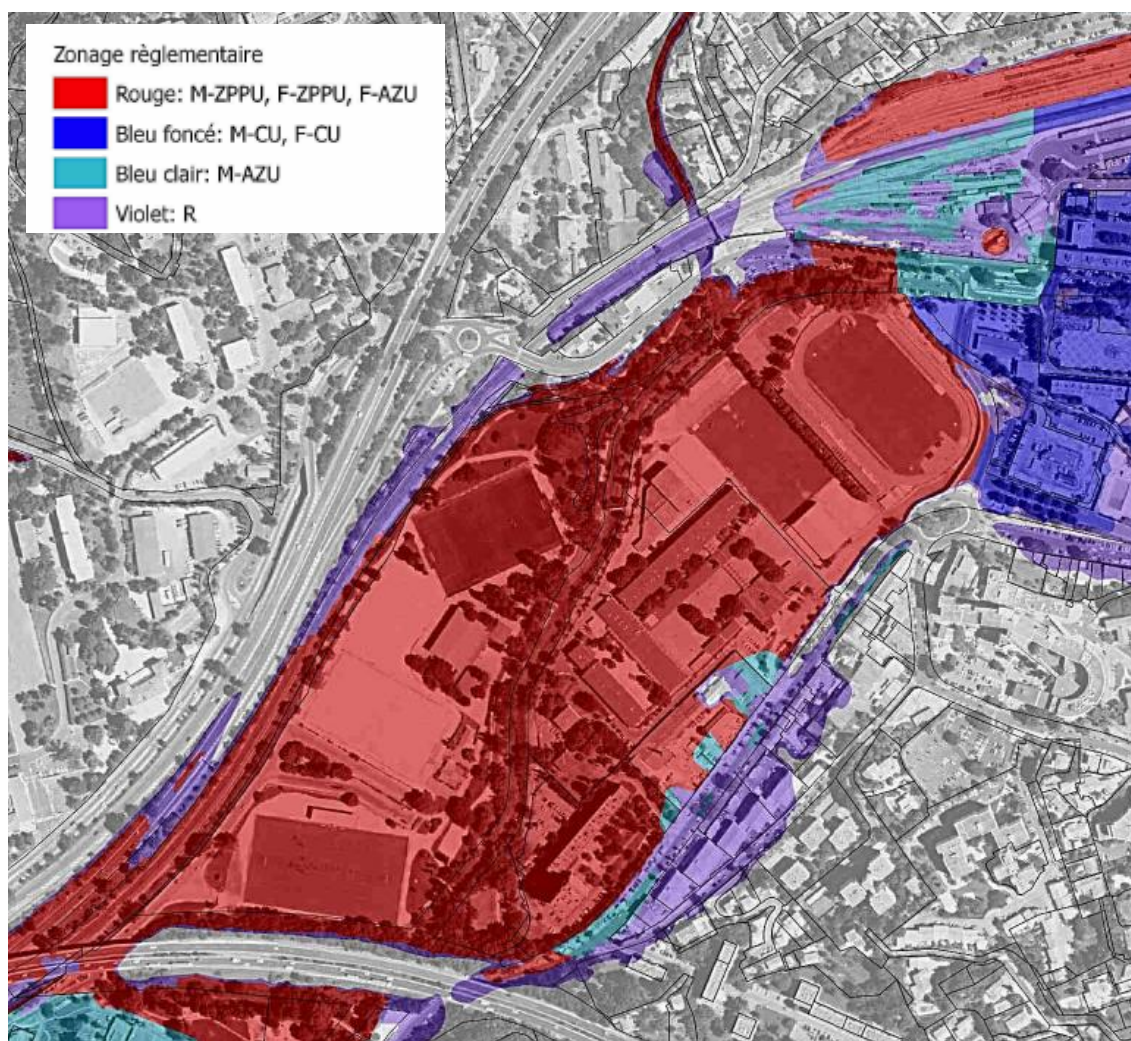 Zonage règlementaire
Rouge: M-ZPPU, F-ZPPU, F-AZU
Bleu foncé: M-CU, F-CU
Bleu clair: M-AZU
Violet: R